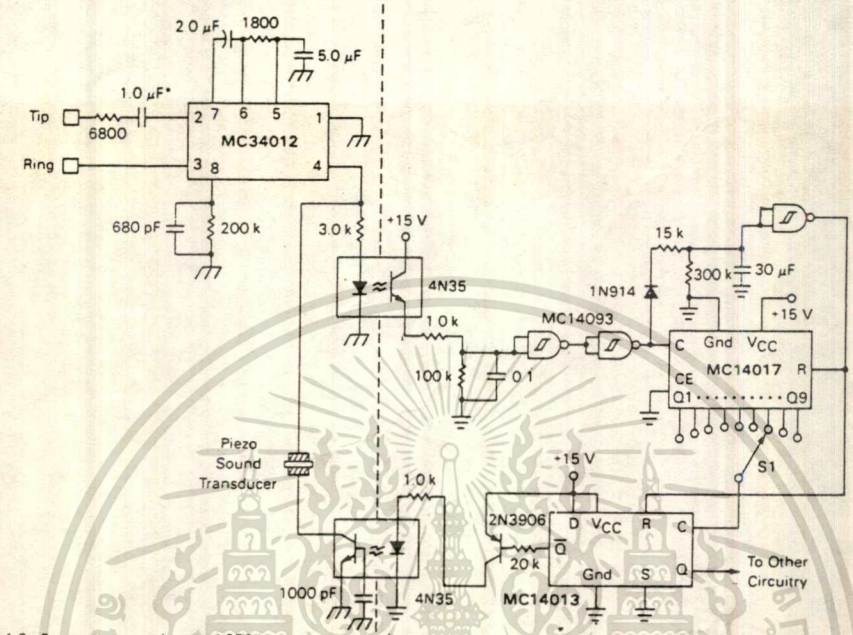 2.0 µF
1800
5.0 µF
1.0 µF*
Tip
6800
2
7
6
5
1
MC34012
Ring
3
8
4
680 pF
200 k
3.0 k
+15 V
4N35
1.0 k
100 k
0.1
MC14093
1N914
15 k
300 k
30 µF
+15 V
C
Gnd
VCC
MC14017
R
CE
Q1
Q9
S1
Piezo
Sound
Transducer
1.0 k
+15 V
2N3906
D
VCC
R
C
Q̅
20 k
Gnd
S
Q
To Other
Circuitry
1000 pF
4N35
MC14013